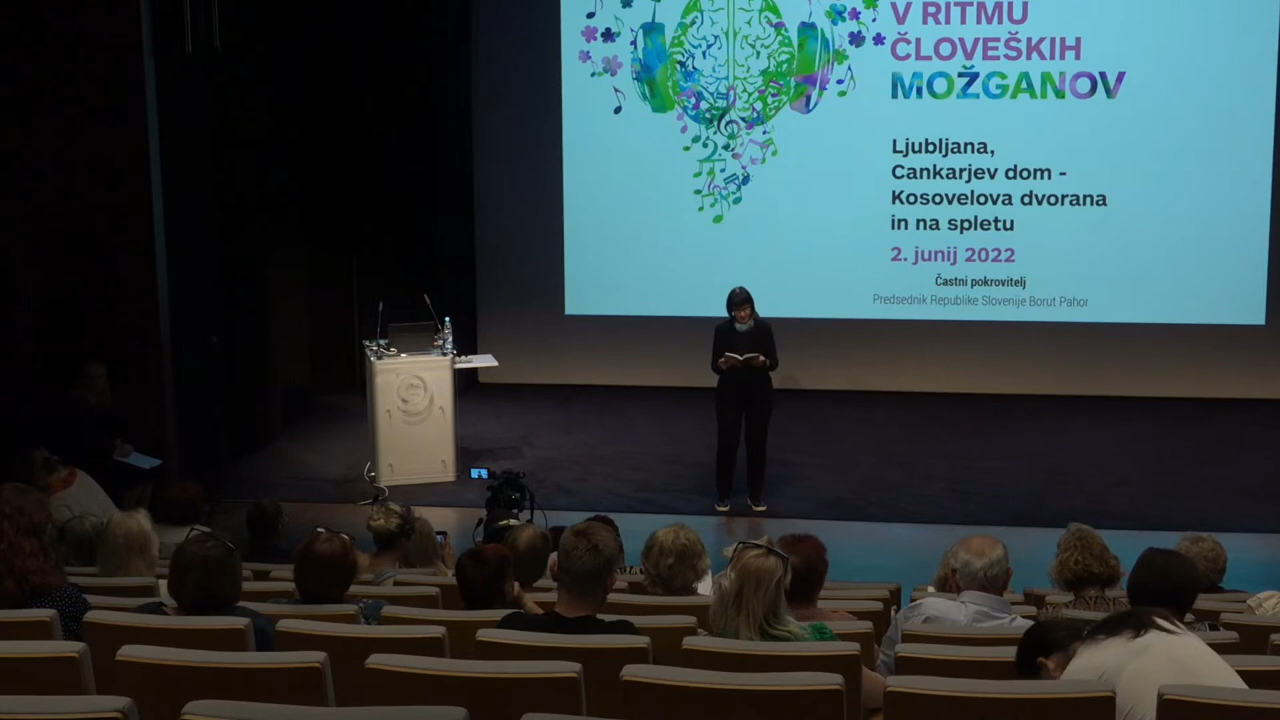 V RITMU
ČLOVEŠKIH
MOŽGANOV
Ljubljana,
Cankarjev dom -
Kosovelova dvorana
in na spletu
2. junij 2022
Častni pokrovitelj
Predsednik Republike Slovenije Borut Pahor